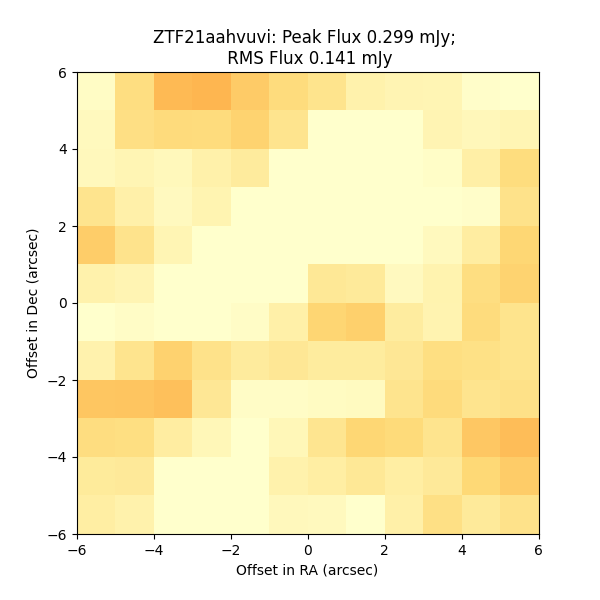 ZTF21aahvuvi: Peak Flux 0.299 mJy;
RMS Flux 0.141 mJy
6
4
2
0
−2
−4
−6
Offset in Dec (arcsec)
−6 −4 −2 0 2 4 6
Offset in RA (arcsec)